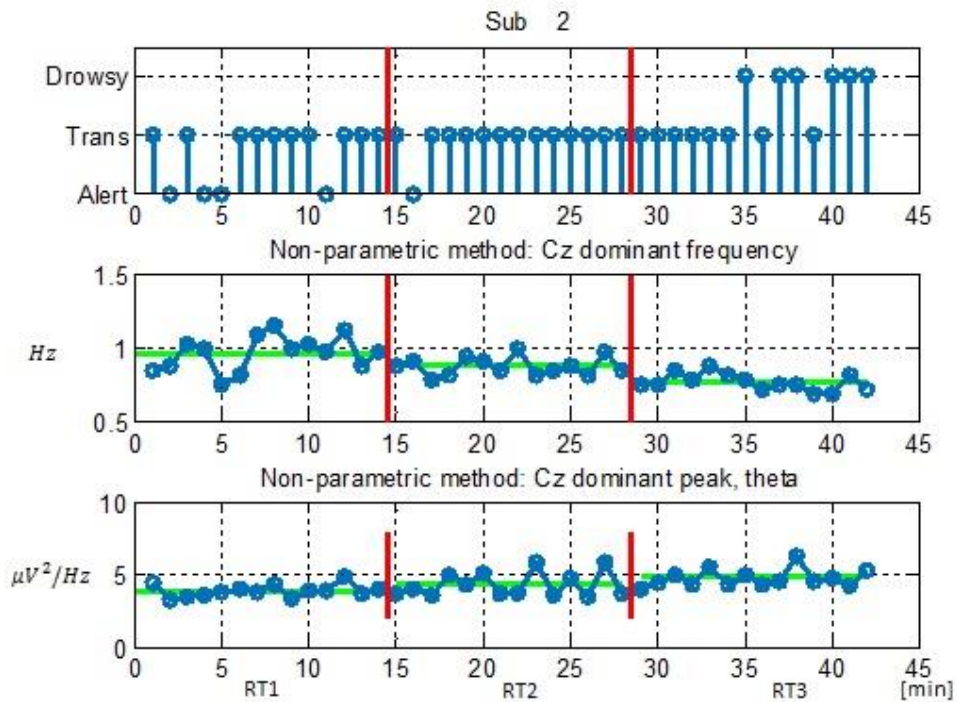 Sub 2
Drowsy
Trans
Alert
0 5 10 15 20 25 30 35 40 45
Non-parametric method: Cz dominant frequency
1.5
Hz
1
0.5
0 5 10 15 20 25 30 35 40 45
Non-parametric method: Cz dominant peak, theta
10
μV²/Hz
5
0
0 5 10 15 20 25 30 35 40 45
RT1 RT2 RT3 [min]